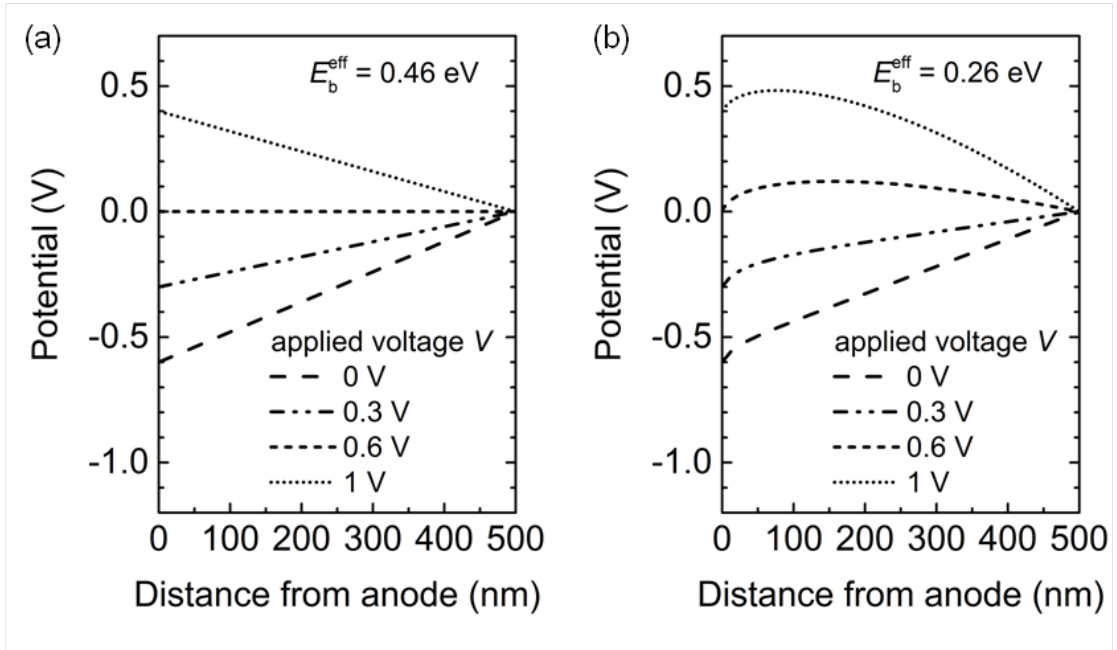 (a)
E_b^eff = 0.46 eV
0.5
0.0
-0.5
-1.0
Potential (V)
applied voltage V
0 V
0.3 V
0.6 V
1 V
0 100 200 300 400 500
Distance from anode (nm)
(b)
E_b^eff = 0.26 eV
0.5
0.0
-0.5
-1.0
Potential (V)
applied voltage V
0 V
0.3 V
0.6 V
1 V
0 100 200 300 400 500
Distance from anode (nm)